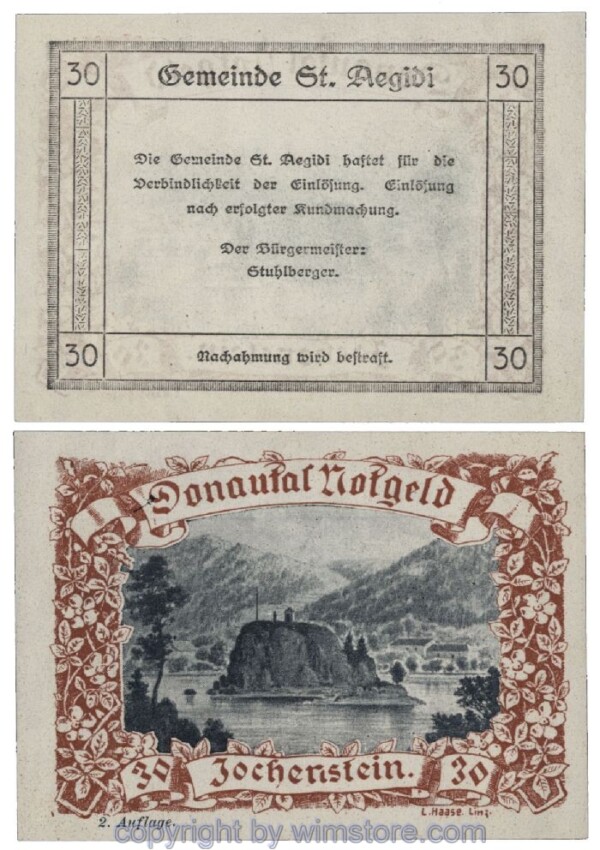 30 Gemeinde St. Aegidi 30
Die Gemeinde St. Aegidi haftet für die
Verbindlichkeit der Einlösung. Einlösung
nach erfolgter Kundmachung.
Der Bürgermeister:
Stuhlberger.
30 Nachahmung wird bestraft. 30
Donautal Notgeld
30 Jochenstein. 30
2. Auflage.
L.Haase. Linz.
copyright by wimstore.com